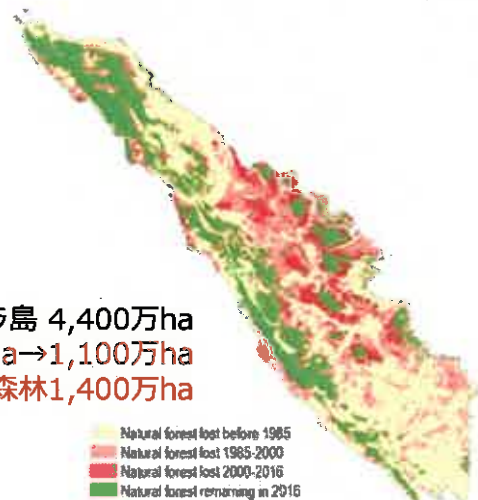 島 4,400万ha
a→1,100万ha
森林1,400万ha
Natural forest lost before 1985
Natural forest lost 1985-2000
Natural forest lost 2000-2016
Natural forest remaining in 2016